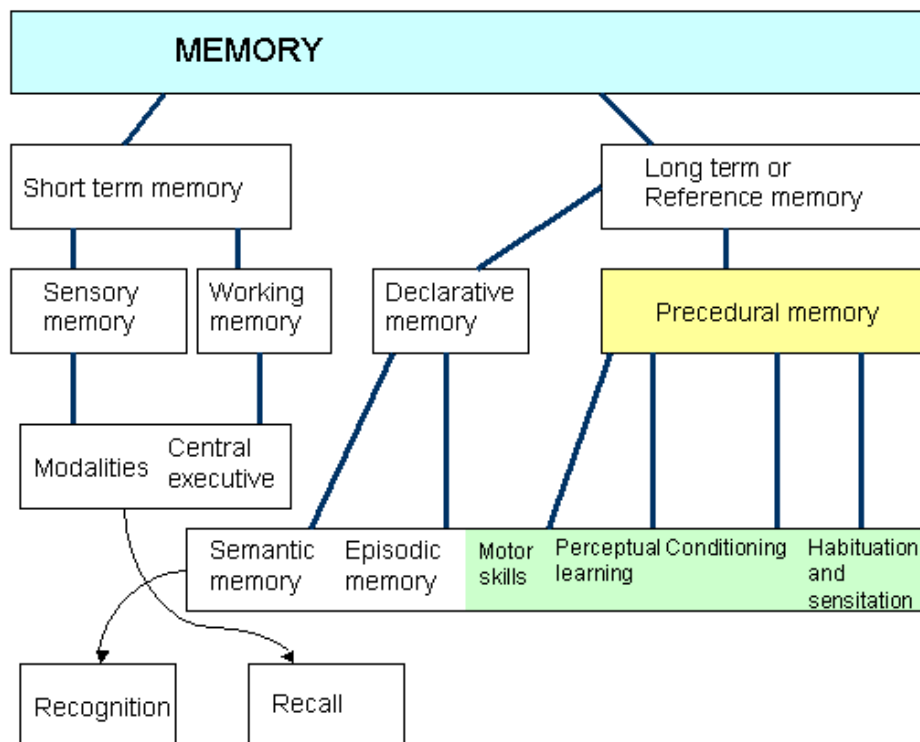 MEMORY
Short term memory
Long term or
Reference memory
Sensory
memory
Working
memory
Declarative
memory
Precedural memory
Modalities
Central
executive
Semantic
memory
Episodic
memory
Motor
skills
Perceptual
learning
Conditioning
Habituation
and
sensitation
Recognition
Recall